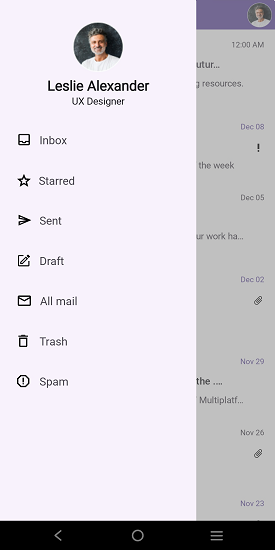 Leslie Alexander
UX Designer
Inbox
Starred
Sent
Draft
All mail
Trash
Spam
12:00 AM
utur...
g resources.
Dec 08
the week
Dec 05
ur work ha...
Dec 02
Nov 29
the ....
Multiplatf...
Nov 26
Nov 23